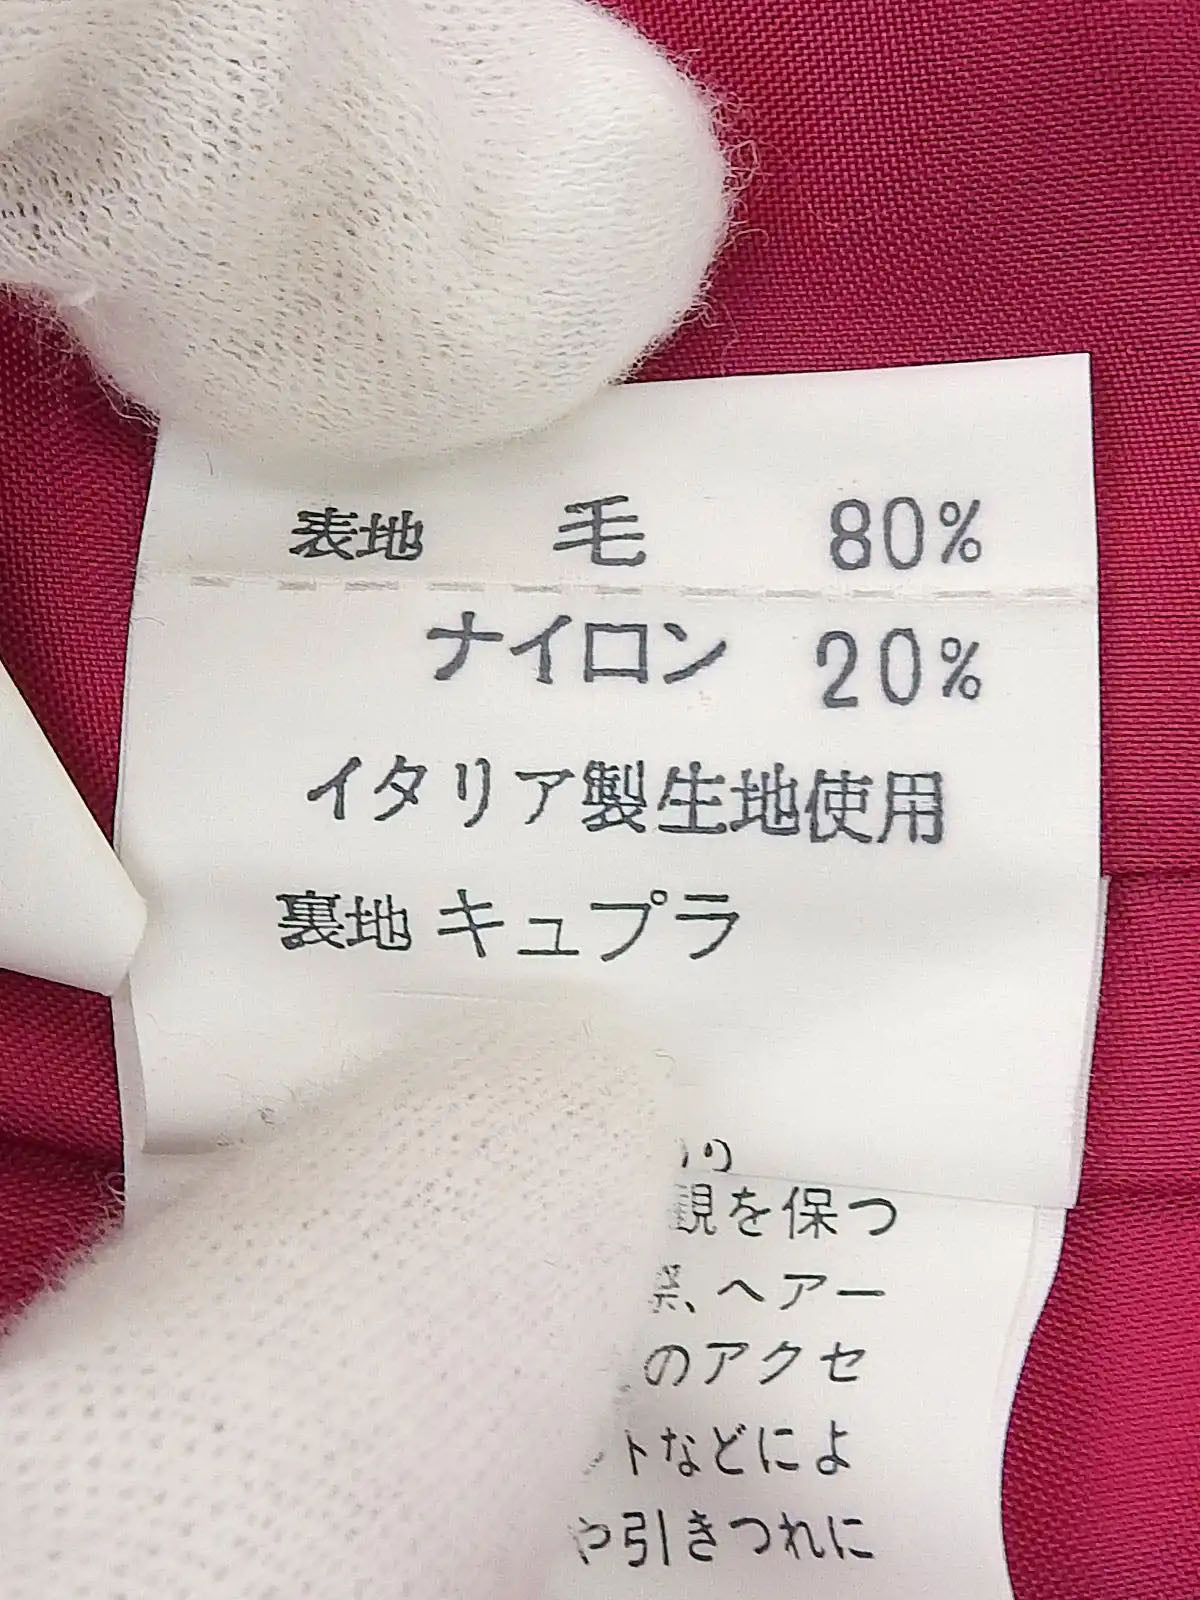 表地 毛 80%
ナイロン 20%
イタリア製生地使用
裏地 キュプラ
観を保つ
ヘアー
のアクセ
トなどによ
や引きつれに